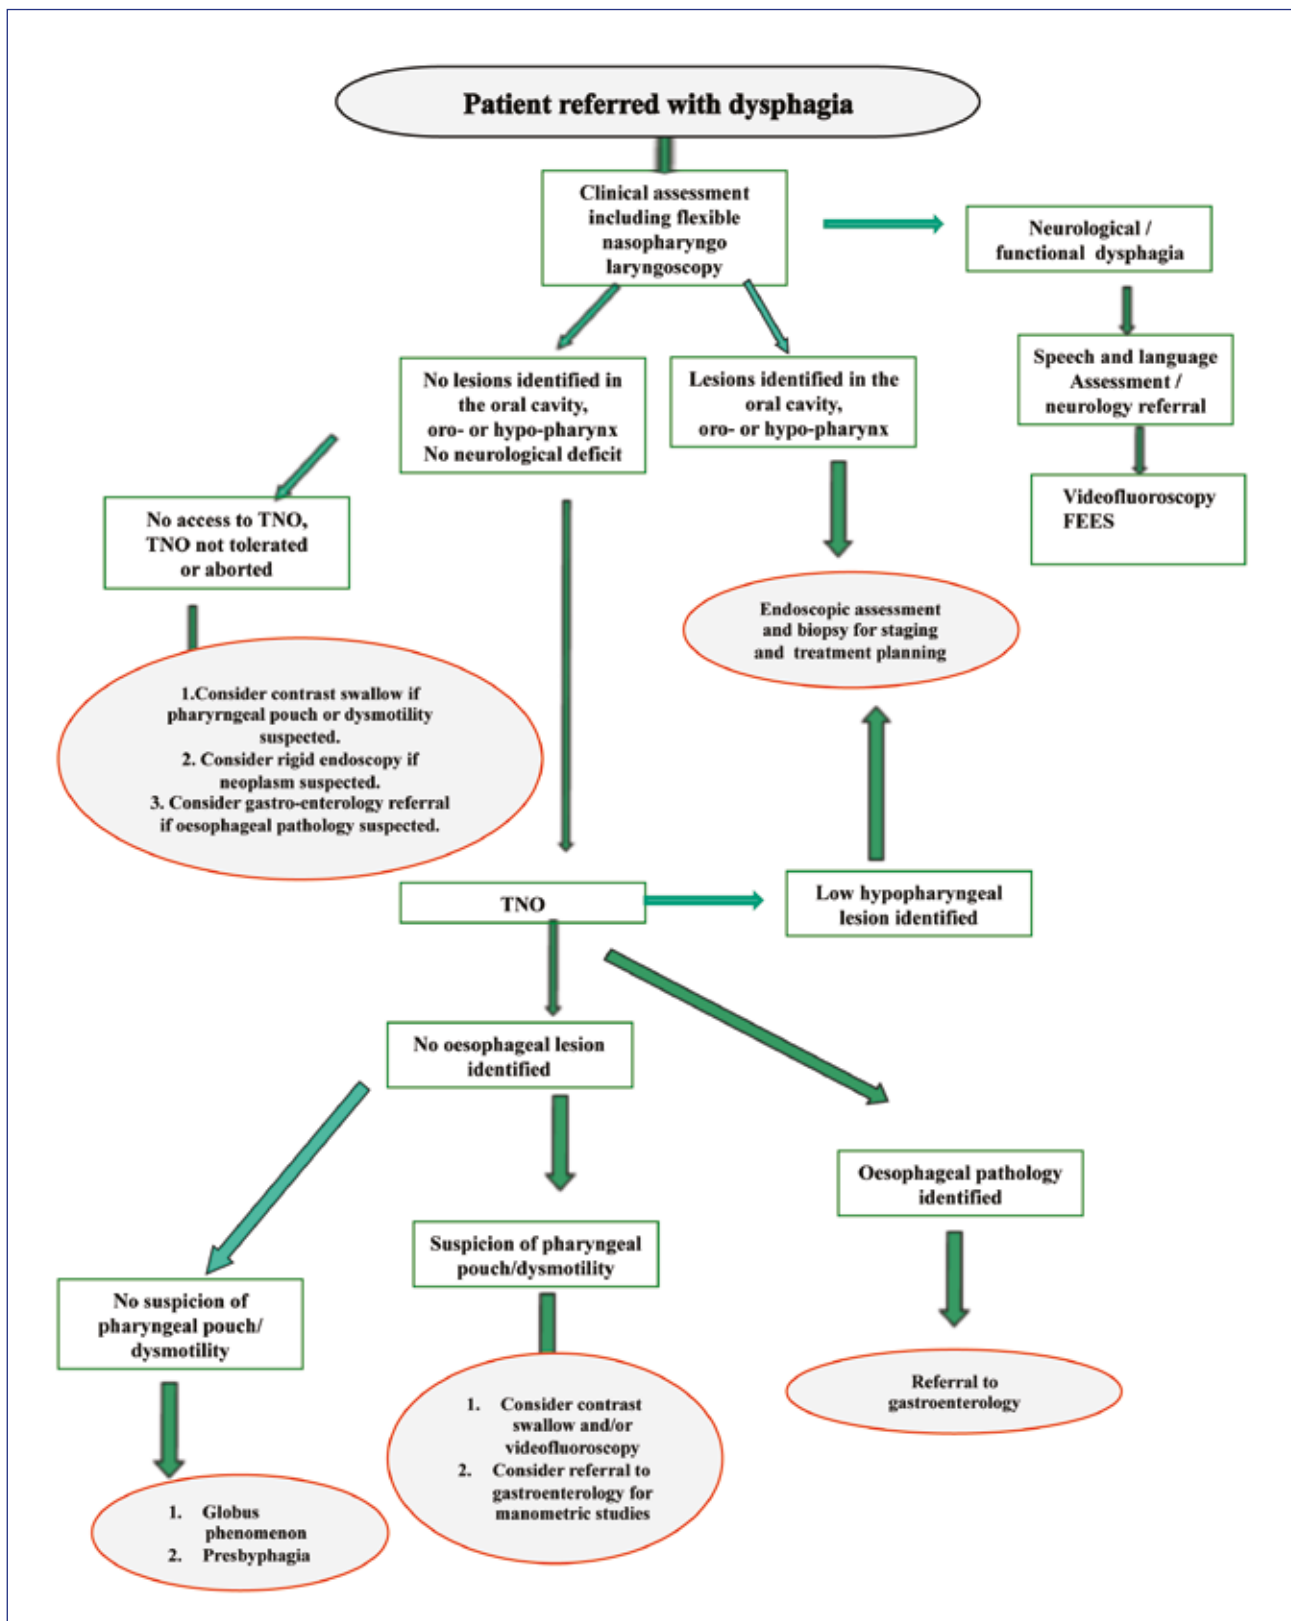 Patient referred with dysphagia
Clinical assessment
including flexible
nasopharyngo
laryngoscopy
Neurological /
functional dysphagia
Speech and language
Assessment /
neurology referral
Videofluoroscopy
FEES
No lesions identified in
the oral cavity,
oro- or hypo-pharynx
No neurological deficit
Lesions identified in the
oral cavity,
oro- or hypo-pharynx
No access to TNO,
TNO not tolerated
or aborted
Endoscopic assessment
and biopsy for staging
and treatment planning
1.Consider contrast swallow if
pharyrngeal pouch or dysmotility
suspected.
2. Consider rigid endoscopy if
neoplasm suspected.
3. Consider gastro-enterology referral
if oesophageal pathology suspected.
TNO
Low hypopharyngeal
lesion identified
No oesophageal lesion
identified
Oesophageal pathology
identified
Suspicion of pharyngeal
pouch/dysmotility
No suspicion of
pharyngeal pouch/
dysmotility
Referral to
gastroenterology
1. Consider contrast
swallow and/or
videofluoroscopy
2. Consider referral to
gastroenterology for
manometric studies
1. Globus
phenomenon
2. Presbyphagia